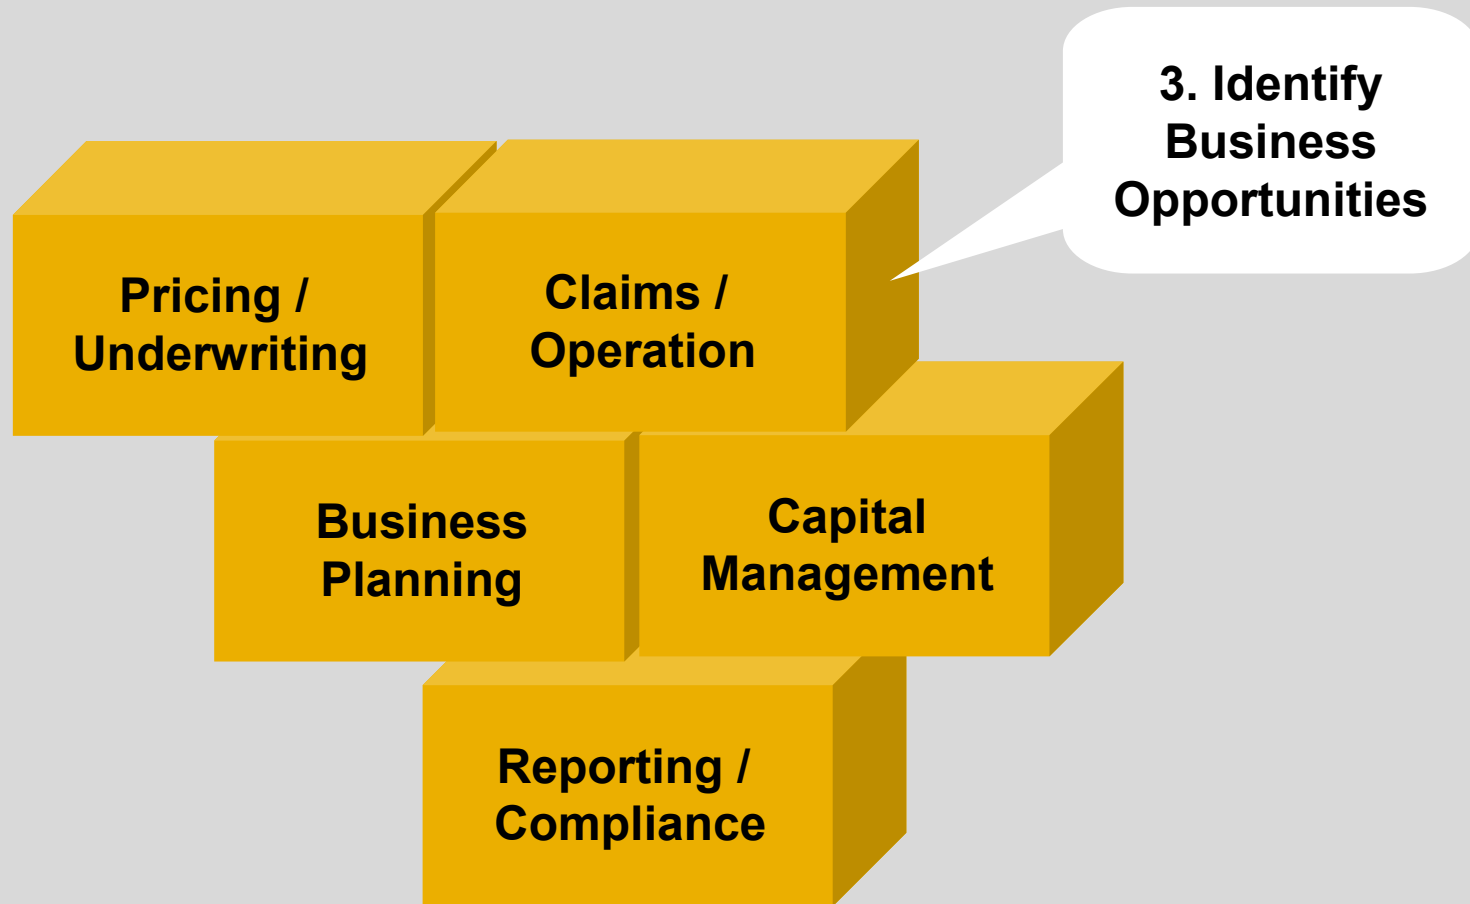 3. Identify
Business
Opportunities
Pricing /
Underwriting
Claims /
Operation
Business
Planning
Capital
Management
Reporting /
Compliance